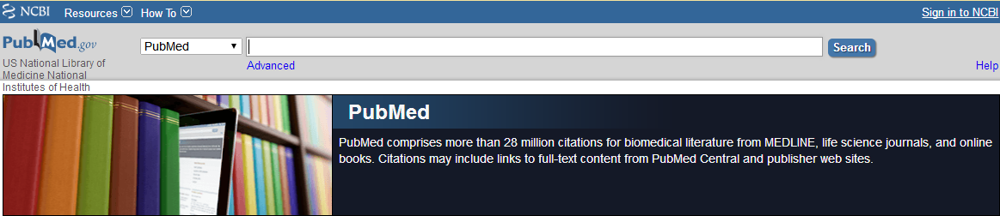 NCBI Resources How To Sign in to NCBI
PubMed.gov
US National Library of
Medicine National
Institutes of Health
PubMed
Search
Advanced
Help
PubMed
PubMed comprises more than 28 million citations for biomedical literature from MEDLINE, life science journals, and online
books. Citations may include links to full-text content from PubMed Central and publisher web sites.